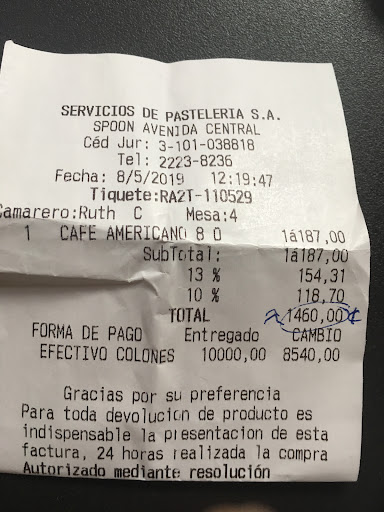 SERVICIOS DE PASTELERIA S.A.
SPOON AVENIDA CENTRAL
Céd Jur: 3-101-038818
Tel: 2223-8236
Fecha: 8/5/2019 12:19:47
Tiquete:RA2T-110529
Camarero:Ruth C Mesa:4
1 CAFE AMERICANO 8 O 1á187,00
SubTotal: 1á187,00
13 % 154,31
10 % 118,70
TOTAL 1460,00 ¢
FORMA DE PAGO Entregado CAMBIO
EFECTIVO COLONES 10000,00 8540,00
Gracias por su preferencia
Para toda devolucion de producto es
indispensable la presentacion de esta
factura, 24 horas realizada la compra
Autorizado mediante resolución